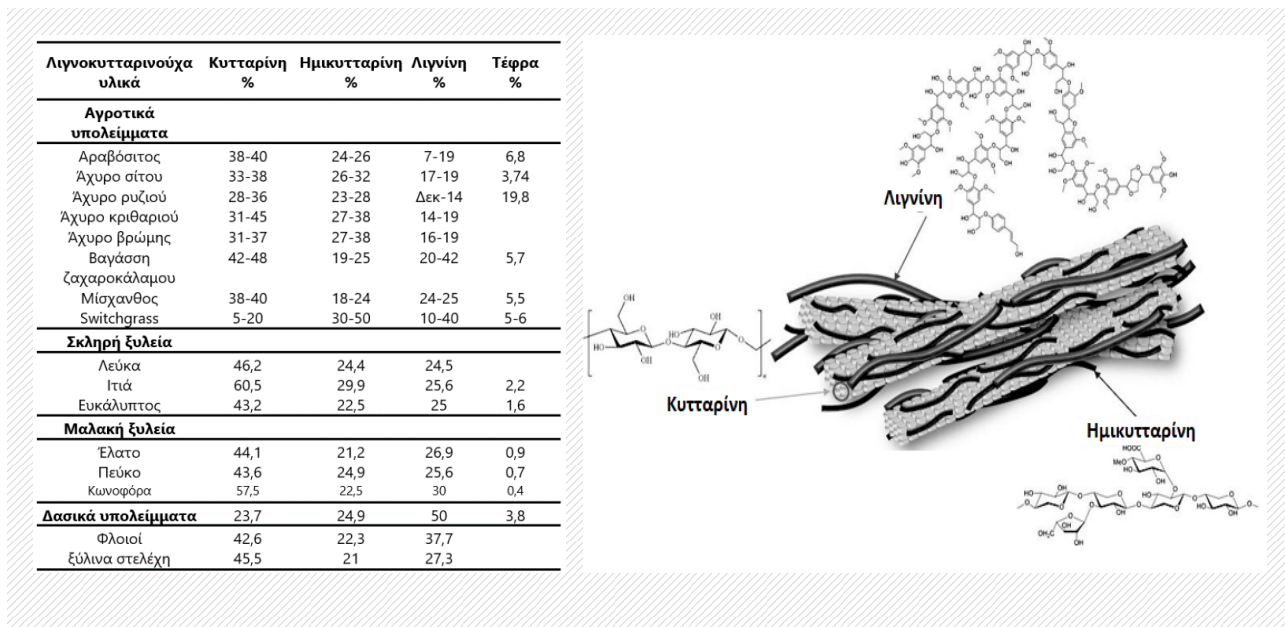 Λιγνοκυτταρινούχα Κυτταρίνη Ημικυτταρίνη Λιγνίνη Τέφρα
υλικά % % % %
Αγροτικά
υπολείμματα
Αραβόσιτος 38-40 24-26 7-19 6,8
Άχυρο σίτου 33-38 26-32 17-19 3,74
Άχυρο ρυζιού 28-36 23-28 Δεκ-14 19,8
Άχυρο κριθαριού 31-45 27-38 14-19
Άχυρο βρώμης 31-37 27-38 16-19
Βαγάσση 42-48 19-25 20-42 5,7
ζαχαροκάλαμου
Μίσχανθος 38-40 18-24 24-25 5,5
Switchgrass 5-20 30-50 10-40 5-6
Σκληρή ξυλεία
Λεύκα 46,2 24,4 24,5
Ιτιά 60,5 29,9 25,6 2,2
Ευκάλυπτος 43,2 22,5 25 1,6
Μαλακή ξυλεία
Έλατο 44,1 21,2 26,9 0,9
Πεύκο 43,6 24,9 25,6 0,7
Κωνοφόρα 57,5 22,5 30 0,4
Δασικά υπολείμματα 23,7 24,9 50 3,8
Φλοιοί 42,6 22,3 37,7
ξύλινα στελέχη 45,5 21 27,3
Λιγνίνη
Κυτταρίνη
Ημικυτταρίνη